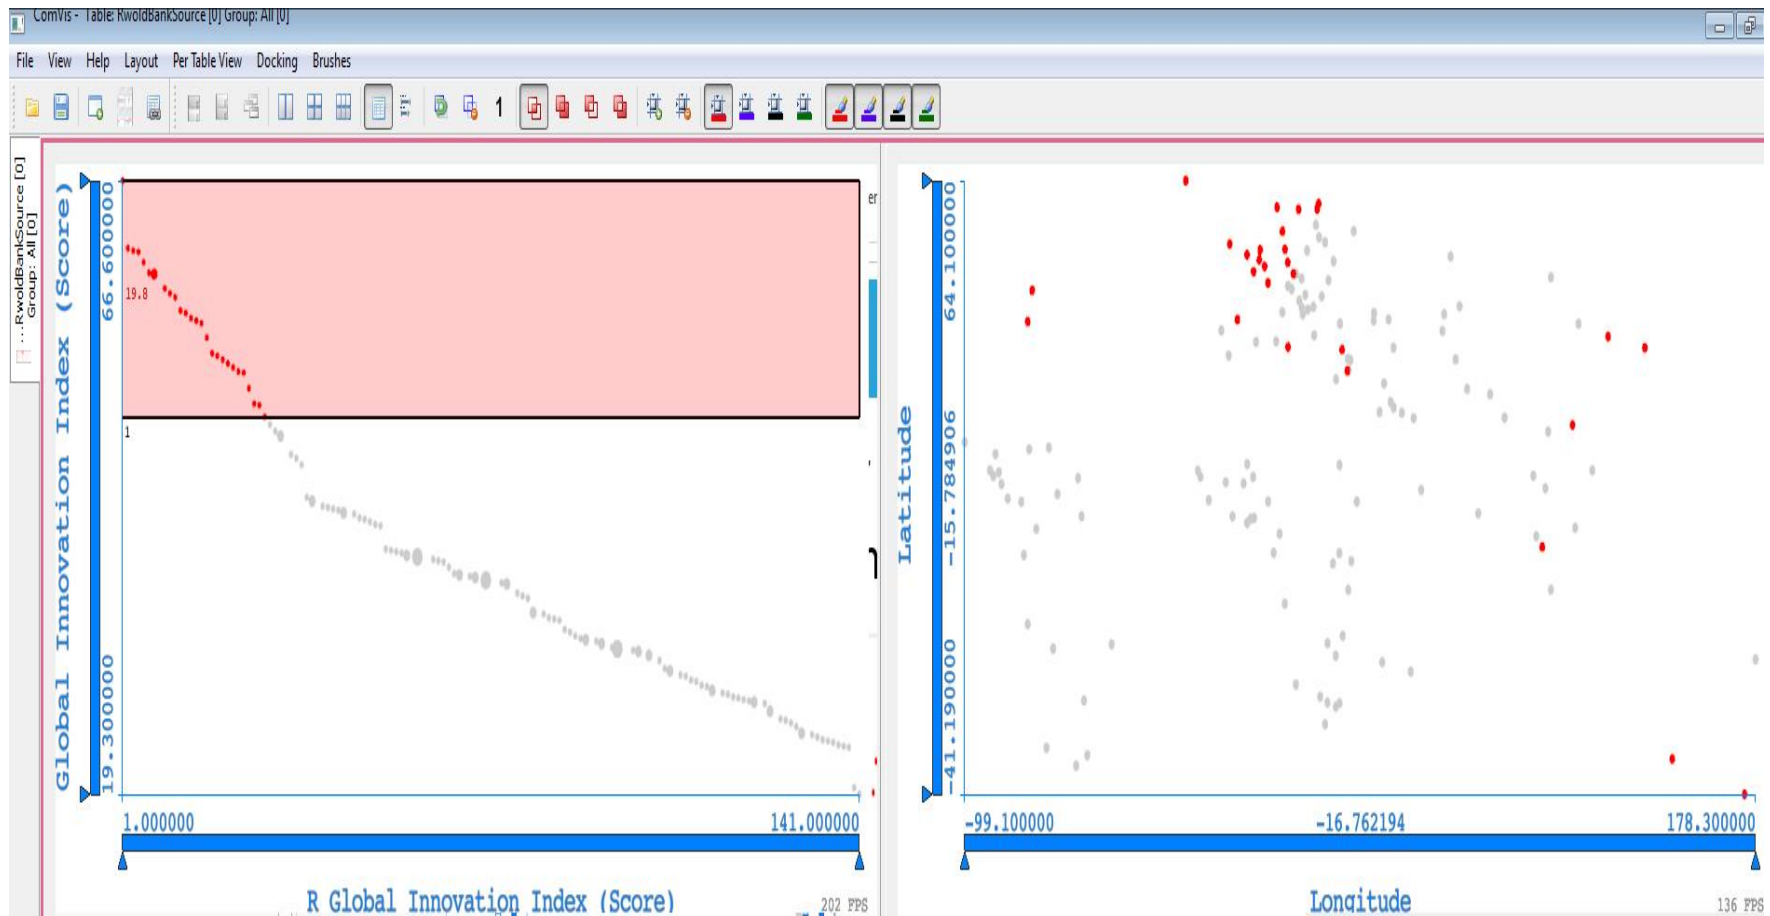 ComVis - Table: RwoldBankSource [0] Group: All [0]
File View Help Layout Per Table View Docking Brushes
1
...RwoldBankSource [0]
Group: All [0]
Global Innovation Index (Score)
66.600000
19.300000
19.8
1
er
1.000000
141.000000
R Global Innovation Index (Score)
202 FPS
Latitude
64.100000
-15.784906
-41.190000
-99.100000
-16.762194
178.300000
Longitude
136 FPS